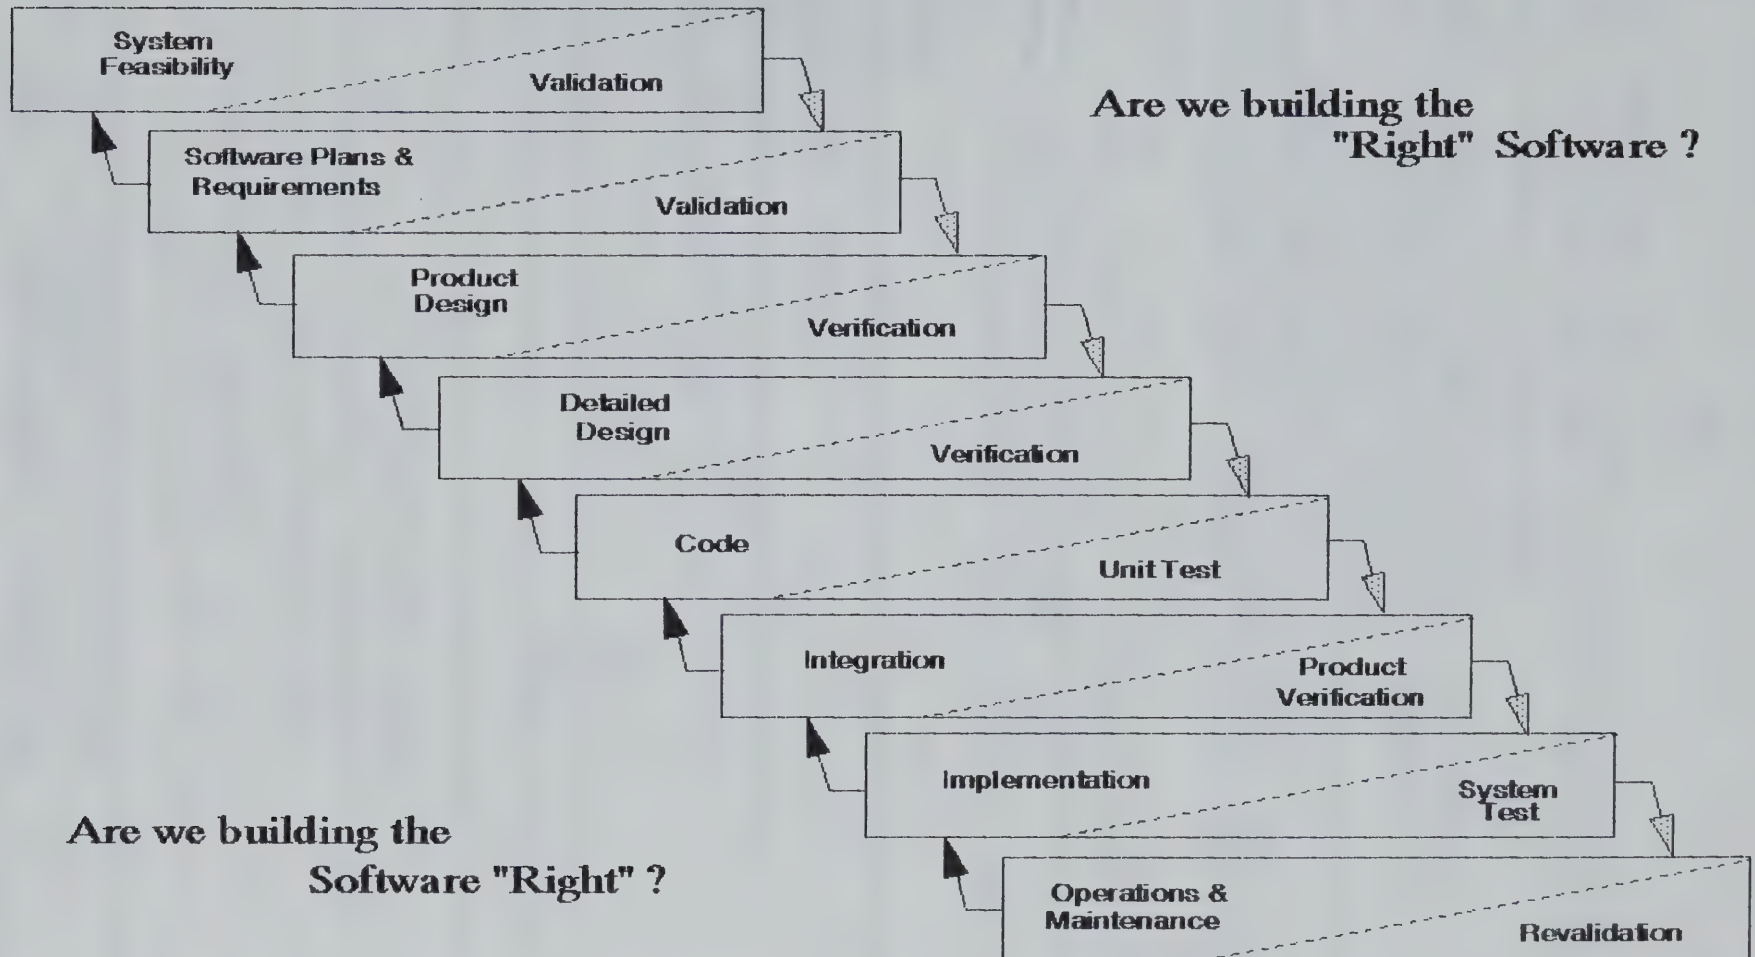 System
Feasibility
Validation
Are we building the
"Right" Software ?
Software Plans &
Requirements
Validation
Product
Design
Verification
Detailed
Design
Verification
Code
Unit Test
Integration
Product
Verification
Implementation
System
Test
Are we building the
Software "Right" ?
Operations &
Maintenance
Revalidation